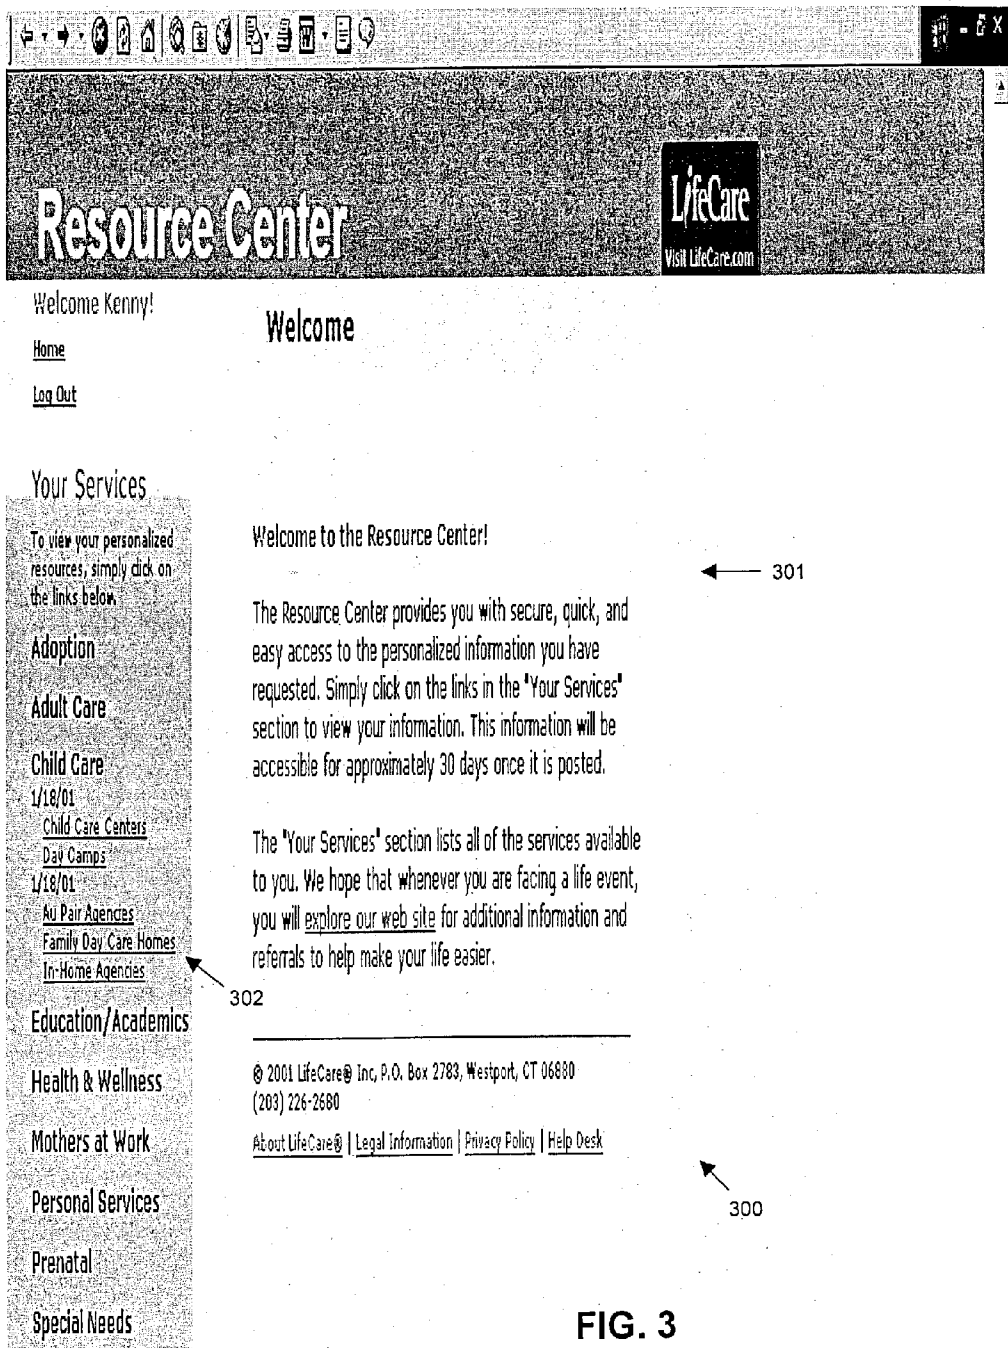 Resource Center
LifeCare
Visit LifeCare.com
Welcome Kenny!
Home
Log Out
Your Services
To view your personalized
resources, simply click on
the links below.
Adoption
Adult Care
Child Care
1/18/01
Child Care Centers
Day Camps
1/18/01
Au Pair Agencies
Family Day Care Homes
In-Home Agencies
302
Education/Academics
Health & Wellness
Mothers at Work
Personal Services
Prenatal
Special Needs
Welcome
Welcome to the Resource Center!
301
The Resource Center provides you with secure, quick, and
easy access to the personalized information you have
requested. Simply click on the links in the "Your Services"
section to view your information. This information will be
accessible for approximately 30 days once it is posted.
The "Your Services" section lists all of the services available
to you. We hope that whenever you are facing a life event,
you will explore our web site for additional information and
referrals to help make your life easier.
© 2001 LifeCare® Inc, P.O. Box 2783, Westport, CT 06880
(203) 226-2680
About LifeCare® | Legal Information | Privacy Policy | Help Desk
300
FIG. 3